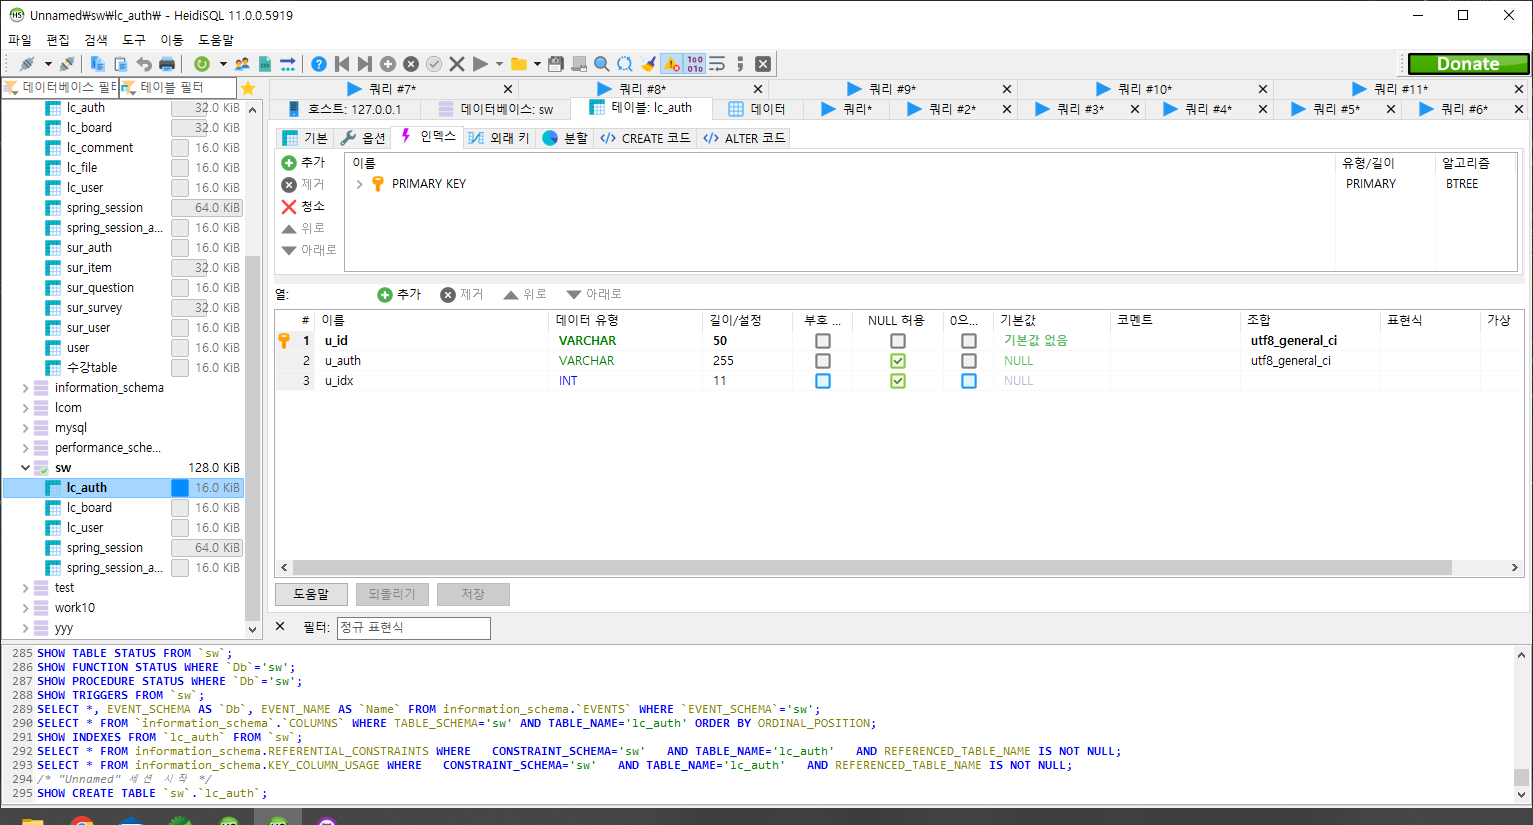 Unnamed₩sw₩lc_auth₩ - HeidiSQL 11.0.0.5919
파일 편집 검색 도구 이동 도움말
Donate
데이터베이스 필 테이블 필터
쿼리 #7* 쿼리 #8* 쿼리 #9* 쿼리 #10* 쿼리 #11*
호스트: 127.0.0.1 데이터베이스: sw 테이블: lc_auth 데이터 쿼리* 쿼리 #2* 쿼리 #3* 쿼리 #4* 쿼리 #5* 쿼리 #6*
기본 옵션 인덱스 외래 키 분할 CREATE 코드 ALTER 코드
lc_auth 32.0 KiB
lc_board 32.0 KiB
lc_comment 16.0 KiB
lc_file 16.0 KiB
lc_user 16.0 KiB
spring_session 64.0 KiB
spring_session_a... 16.0 KiB
sur_auth 16.0 KiB
sur_item 32.0 KiB
sur_question 16.0 KiB
sur_survey 32.0 KiB
sur_user 16.0 KiB
user 16.0 KiB
수강table 16.0 KiB
information_schema
lcom
mysql
performance_sche...
sw 128.0 KiB
lc_auth 16.0 KiB
lc_board 16.0 KiB
lc_user 16.0 KiB
spring_session 64.0 KiB
spring_session_a... 16.0 KiB
test
work10
yyy
추가
제거
청소
위로
아래로
이름 유형/길이 알고리즘
PRIMARY KEY PRIMARY BTREE
열: 추가 제거 위로 아래로
# 이름 데이터 유형 길이/설정 부호 ... NULL 허용 0으... 기본값 코멘트 조합 표현식 가상
1 u_id VARCHAR 50 기본값 없음 utf8_general_ci
2 u_auth VARCHAR 255 NULL utf8_general_ci
3 u_idx INT 11 NULL
도움말 되돌리기 저장
필터: 정규 표현식
285 SHOW TABLE STATUS FROM `sw`;
286 SHOW FUNCTION STATUS WHERE `Db`='sw';
287 SHOW PROCEDURE STATUS WHERE `Db`='sw';
288 SHOW TRIGGERS FROM `sw`;
289 SELECT *, EVENT_SCHEMA AS `Db`, EVENT_NAME AS `Name` FROM information_schema.`EVENTS` WHERE `EVENT_SCHEMA`='sw';
290 SELECT * FROM `information_schema`.`COLUMNS` WHERE TABLE_SCHEMA='sw' AND TABLE_NAME='lc_auth' ORDER BY ORDINAL_POSITION;
291 SHOW INDEXES FROM `lc_auth` FROM `sw`;
292 SELECT * FROM information_schema.REFERENTIAL_CONSTRAINTS WHERE CONSTRAINT_SCHEMA='sw' AND TABLE_NAME='lc_auth' AND REFERENCED_TABLE_NAME IS NOT NULL;
293 SELECT * FROM information_schema.KEY_COLUMN_USAGE WHERE CONSTRAINT_SCHEMA='sw' AND TABLE_NAME='lc_auth' AND REFERENCED_TABLE_NAME IS NOT NULL;
294 /* "Unnamed" 세션 시작 */
295 SHOW CREATE TABLE `sw`.`lc_auth`;